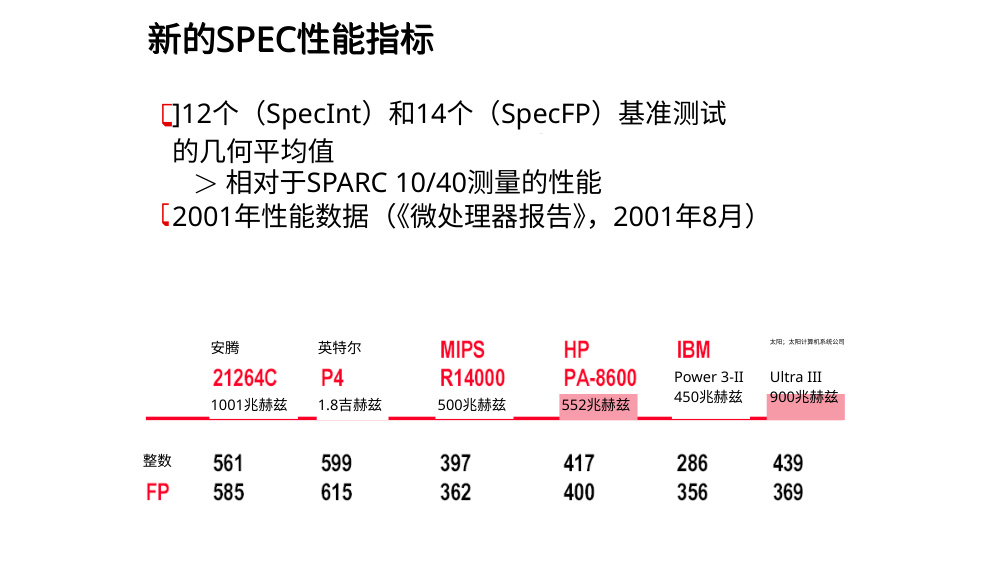 新的SPEC性能指标
]12个（SpecInt）和14个（SpecFP）基准测试
的几何平均值
> 相对于SPARC 10/40测量的性能
2001年性能数据（《微处理器报告》，2001年8月）
安腾 英特尔 MIPS HP IBM 太阳；太阳计算机系统公司
21264C P4 R14000 PA-8600 Power 3-II Ultra III
1001兆赫兹 1.8吉赫兹 500兆赫兹 552兆赫兹 450兆赫兹 900兆赫兹
整数 561 599 397 417 286 439
FP 585 615 362 400 356 369